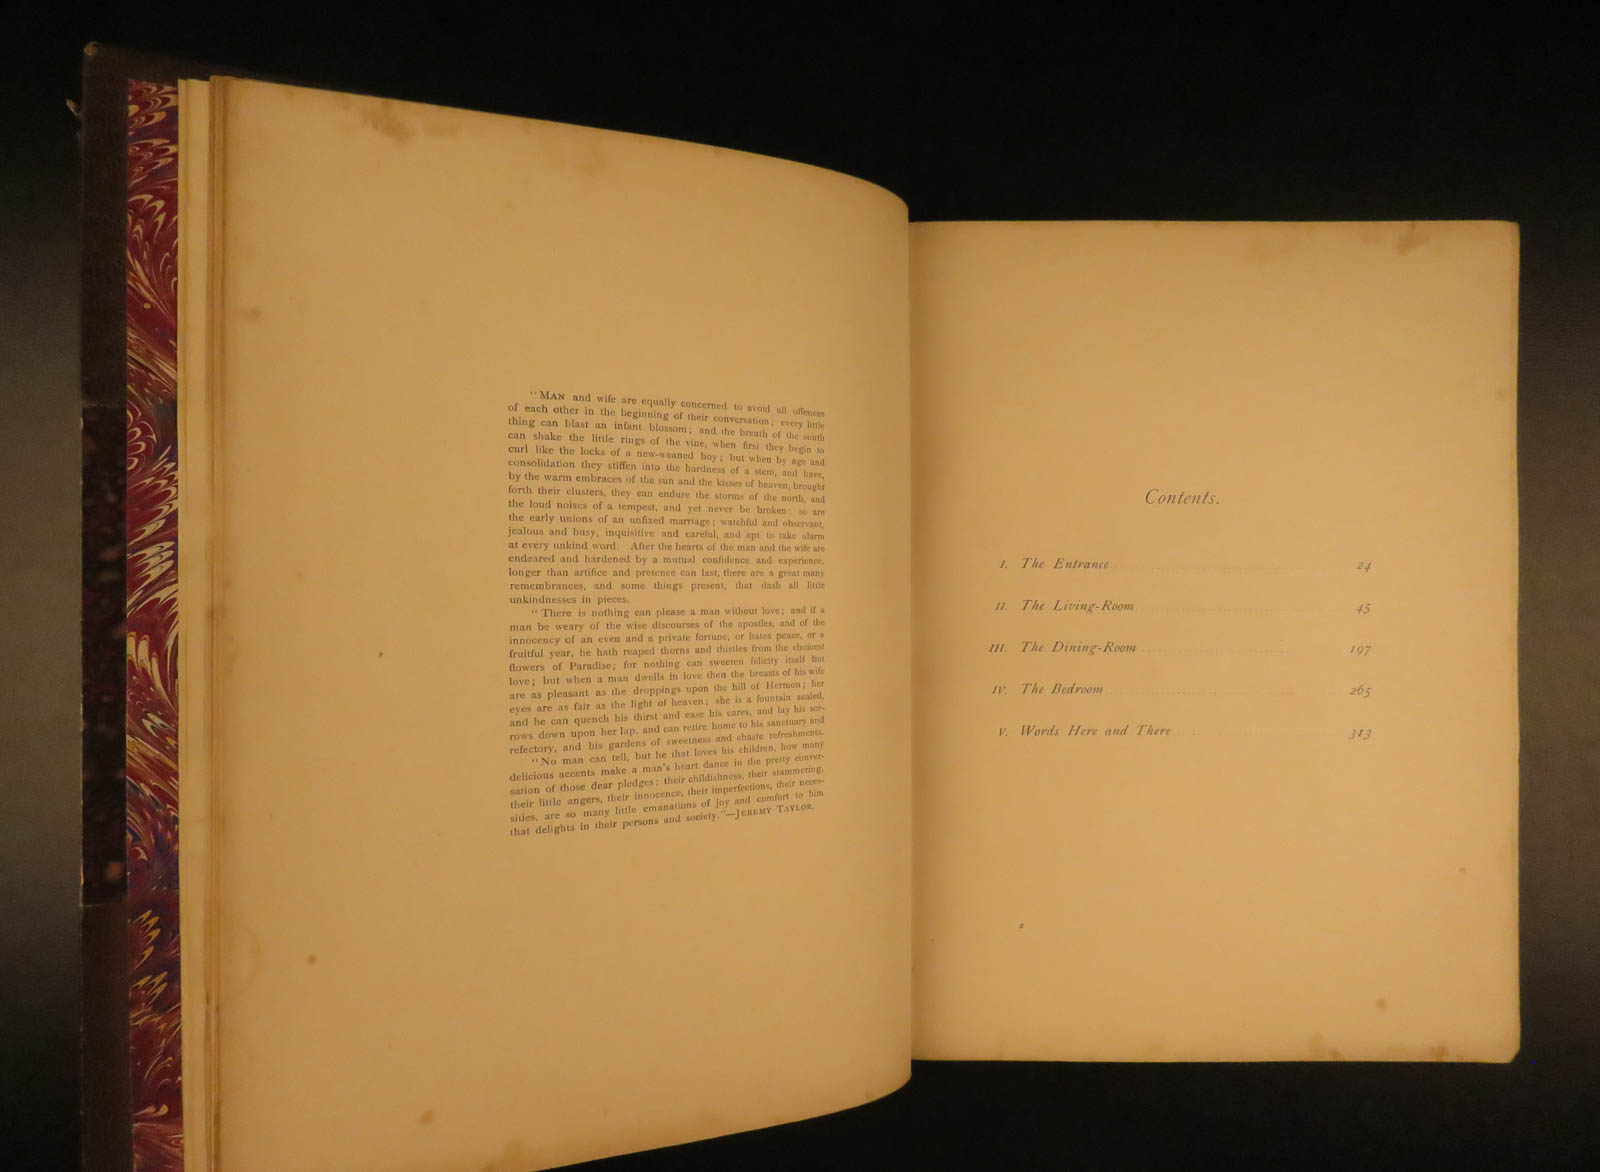 "Man and wife are equally concerned to avoid all offences
of each other in the beginning of their conversation; every little
thing can blast an infant blossom; and the breath of the south
can shake the little rings of the vine, when first they begin to
curl like the locks of a new-weaned boy; but when by age and
consolidation they stiffen into the hardness of a stem, and have,
by the warm embraces of the sun and the kisses of heaven, brought
forth their clusters, they can endure the storms of the north, and
the loud noises of a tempest, and yet never be broken: so are
the early unions of an unfixed marriage; watchful and observant,
jealous and busy, inquisitive and careful, and apt to take alarm
at every unkind word. After the hearts of the man and the wife are
endeared and hardened by a mutual confidence and experience,
longer than artifice and pretence can last, there are a great many
remembrances, and some things present, that dash all little
unkindnesses in pieces.
"There is nothing can please a man without love; and if a
man be weary of the wise discourses of the apostles, and of the
innocency of an even and a private fortune, or hates peace, or a
fruitful year, he hath reaped thorns and thistles from the choicest
flowers of Paradise; for nothing can sweeten felicity itself but
love; but when a man dwells in love then the breasts of his wife
are as pleasant as the droppings upon the hill of Hermon; her
eyes are as fair as the light of heaven; she is a fountain sealed,
and he can quench his thirst and ease his cares, and lay his sor-
rows down upon her lap, and can retire home to his sanctuary and
refectory, and his gardens of sweetness and chaste refreshments.
"No man can tell, but he that loves his children, how many
delicious accents make a man's heart dance in the pretty conver-
sation of those dear pledges; their childishness, their stammering,
their little angers, their innocence, their imperfections, their neces-
sities, are so many little emanations of joy and comfort to him
that delights in their persons and society."—Jeremy Taylor.
Contents.
I. The Entrance 24
II. The Living-Room 45
III. The Dining-Room 197
IV. The Bedroom 265
V. Words Here and There 313
2